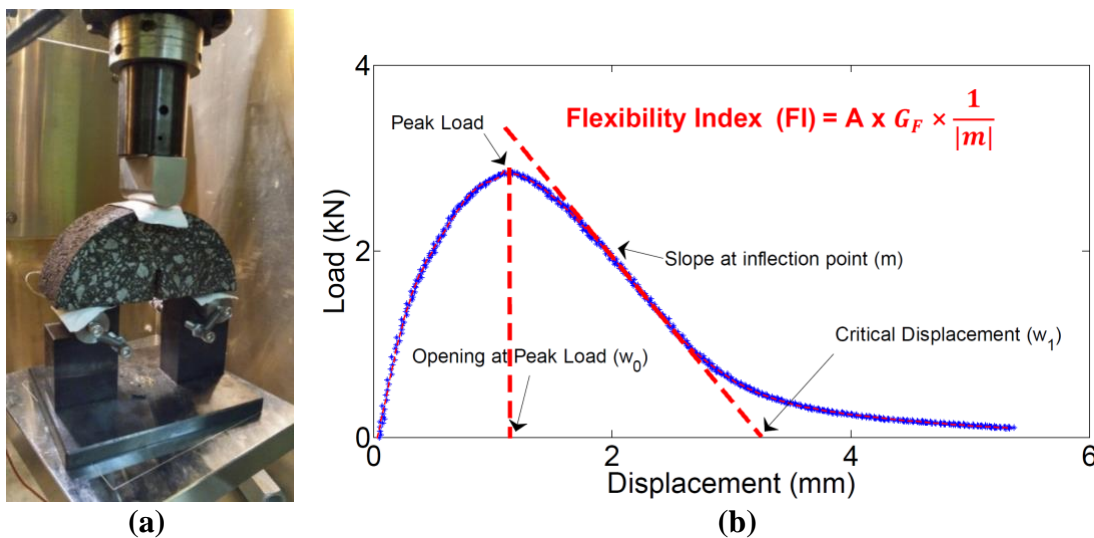 4
Peak Load
Flexibility Index (FI) = A x G_F × 1/|m|
Load (kN)
2
Slope at inflection point (m)
Opening at Peak Load (w_0)
Critical Displacement (w_1)
0
0 2 4 6
Displacement (mm)
(a) (b)